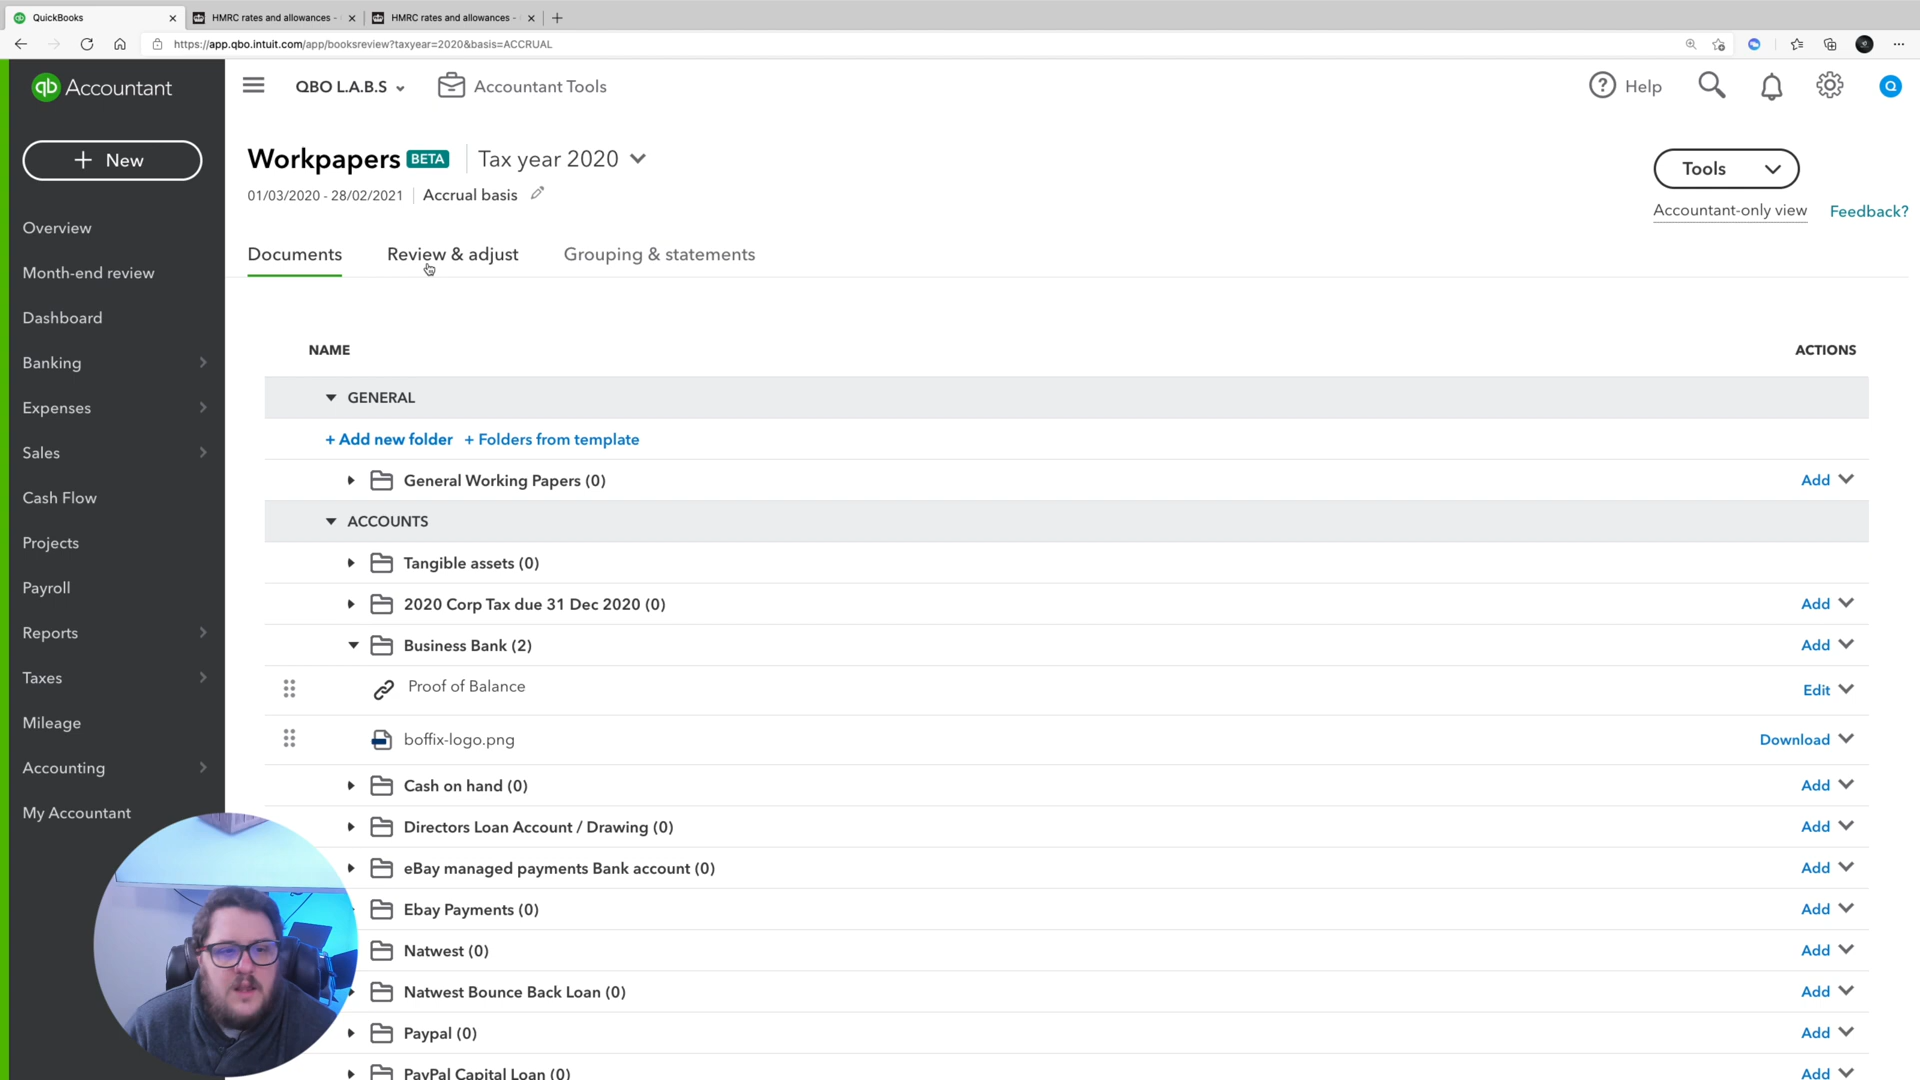 QuickBooks
HMRC rates and allowances -
HMRC rates and allowances -
https://app.qbo.intuit.com/app/booksreview?taxyear=2020&basis=ACCRUAL
qb Accountant
QBO L.A.B.S
Accountant Tools
Help
Q
+ New
Overview
Month-end review
Dashboard
Banking
Expenses
Sales
Cash Flow
Projects
Payroll
Reports
Taxes
Mileage
Accounting
My Accountant
Workpapers BETA Tax year 2020
01/03/2020 - 28/02/2021 Accrual basis
Tools
Accountant-only view Feedback?
Documents Review & adjust Grouping & statements
NAME ACTIONS
GENERAL
+ Add new folder + Folders from template
General Working Papers (0) Add
ACCOUNTS
Tangible assets (0)
2020 Corp Tax due 31 Dec 2020 (0) Add
Business Bank (2) Add
Proof of Balance Edit
boffix-logo.png Download
Cash on hand (0) Add
Directors Loan Account / Drawing (0) Add
eBay managed payments Bank account (0) Add
Ebay Payments (0) Add
Natwest (0) Add
Natwest Bounce Back Loan (0) Add
Paypal (0) Add
PayPal Capital Loan (0) Add